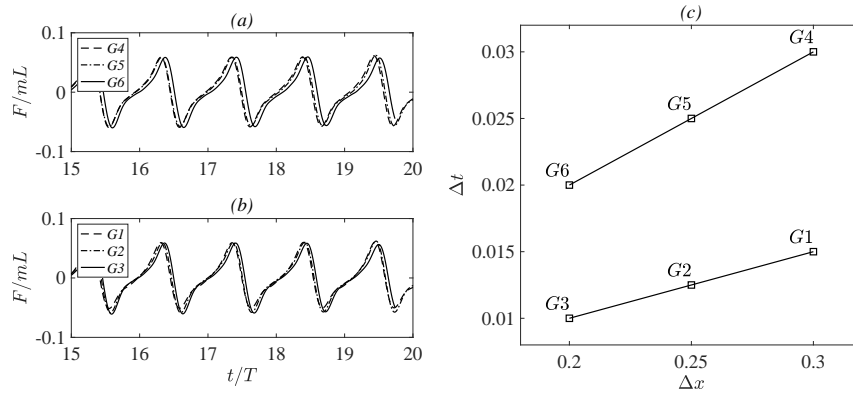 (a)
0.1
0
-0.1
F/mL
G4
G5
G6
15 16 17 18 19 20
(b)
0.1
0
-0.1
F/mL
G1
G2
G3
15 16 17 18 19 20
t/T
(c)
0.03
0.025
0.02
0.015
0.01
Δt
G4
G5
G6
G1
G2
G3
0.2 0.25 0.3
Δx